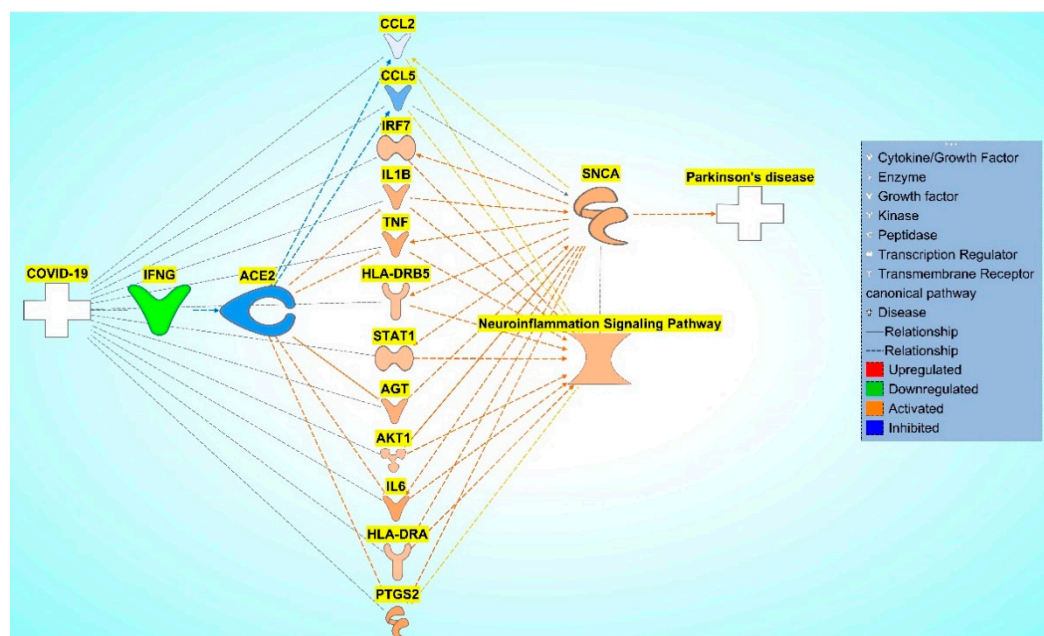 CCL2
CCL5
IRF7
IL1B
TNF
HLA-DRB5
STAT1
AGT
AKT1
IL6
HLA-DRA
PTGS2
COVID-19
IFNG
ACE2
SNCA
Parkinson's disease
Neuroinflammation Signaling Pathway
Cytokine/Growth Factor
Enzyme
Growth factor
Kinase
Peptidase
Transcription Regulator
Transmembrane Receptor
canonical pathway
Disease
Relationship
Relationship
Upregulated
Downregulated
Activated
Inhibited